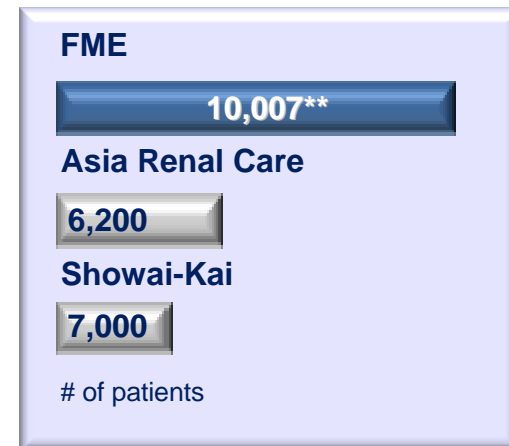 FME
10,007**
Asia Renal Care
6,200
Showai-Kai
7,000
# of patients